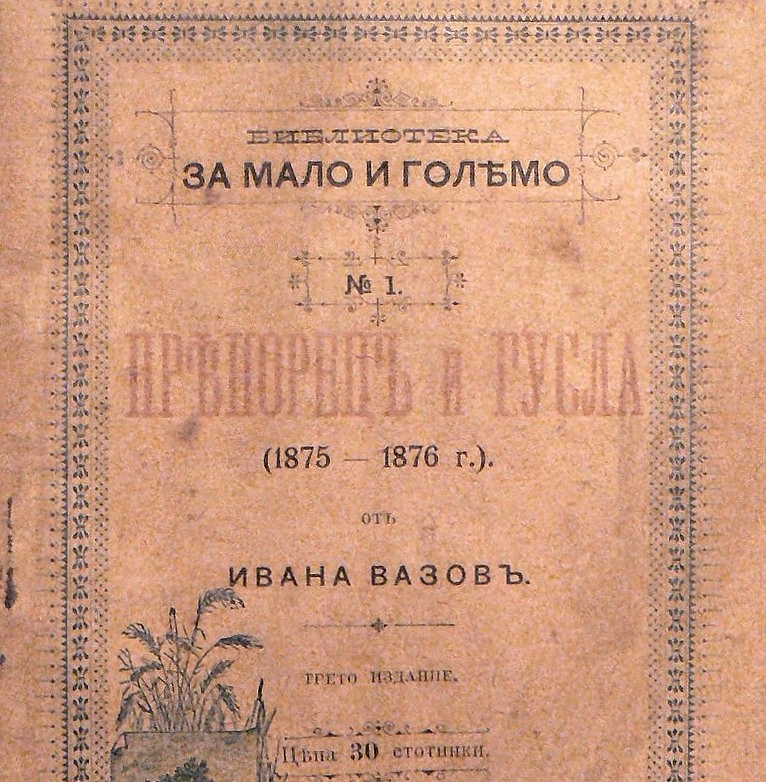 БИБЛИОТЕКА
ЗА МАЛО И ГОЛѢМО
№ 1.
ПРѢПОРЕЦЪ и ГУСЛА
(1875 — 1876 г.).
отъ
ИВАНА ВАЗОВЪ.
ТРЕТО ИЗДАНИЕ.
Цѣна 30 стотинки.